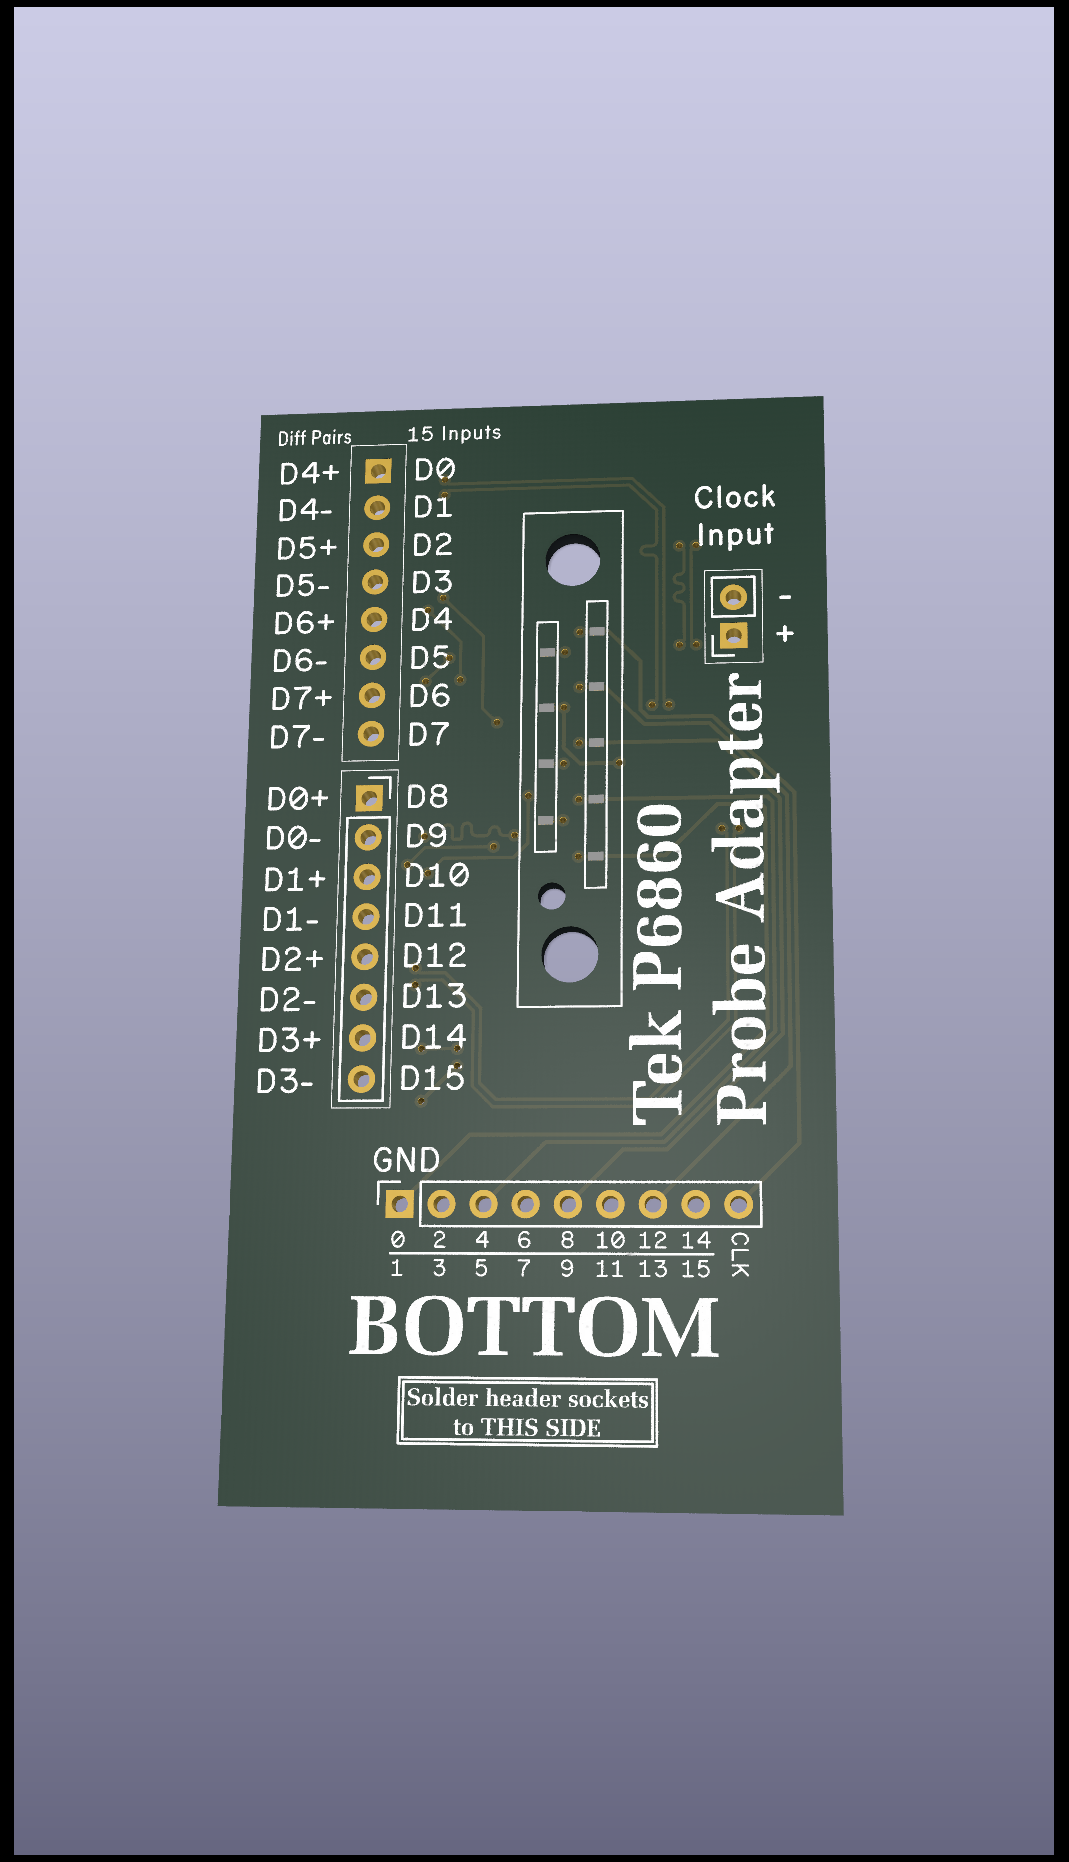 Diff Pairs 15 Inputs
D4+ D0
D4- D1
D5+ D2
D5- D3
D6+ D4
D6- D5
D7+ D6
D7- D7
D0+ D8
D0- D9
D1+ D10
D1- D11
D2+ D12
D2- D13
D3+ D14
D3- D15
Clock
Input
-
+
Tek P6860
Probe Adapter
GND
0 2 4 6 8 10 12 14 CLK
1 3 5 7 9 11 13 15
BOTTOM
Solder header sockets
to THIS SIDE